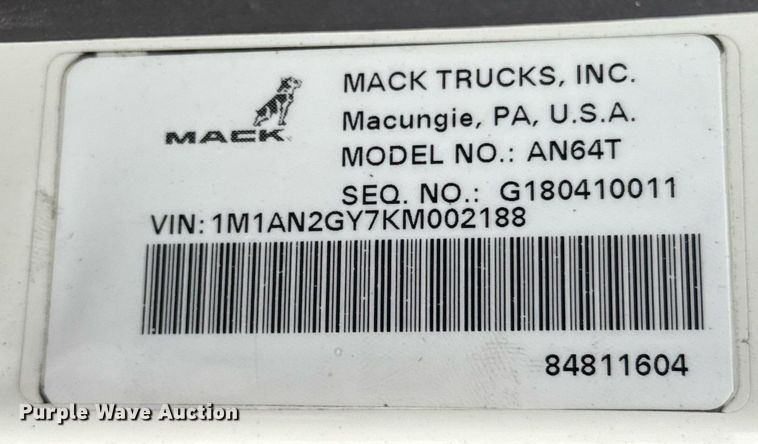 MACK
MACK TRUCKS, INC.
Macungie, PA, U.S.A.
MODEL NO.: AN64T
SEQ. NO.: G180410011
VIN: 1M1AN2GY7KM002188
84811604
Purple Wave Auction